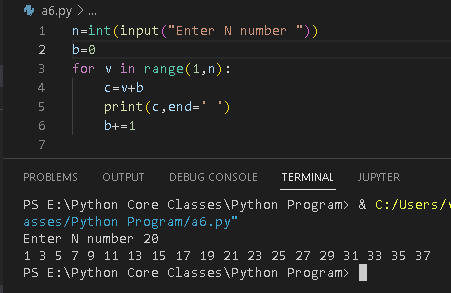 a6.py > ...
1 n=int(input("Enter N number "))
2 b=0
3 for v in range(1,n):
4 c=v+b
5 print(c,end=' ')
6 b+=1
7
PROBLEMS OUTPUT DEBUG CONSOLE TERMINAL JUPYTER
PS E:\Python Core Classes\Python Program> & C:/Users/
asses/Python Program/a6.py"
Enter N number 20
1 3 5 7 9 11 13 15 17 19 21 23 25 27 29 31 33 35 37
PS E:\Python Core Classes\Python Program>